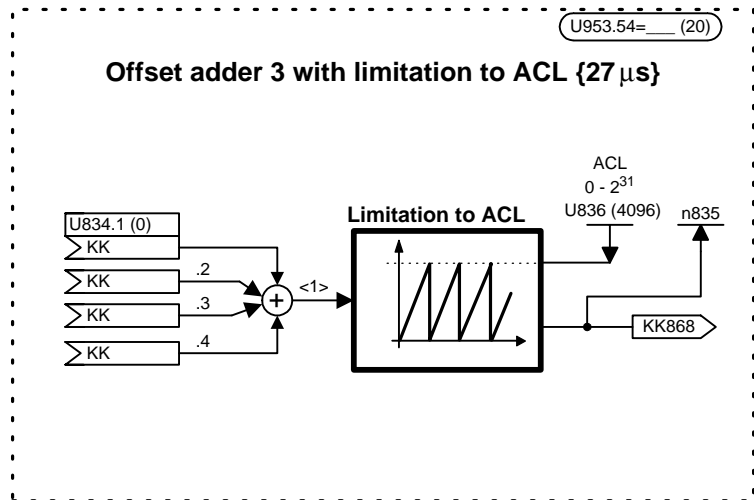 U953.54=___ (20)
Offset adder 3 with limitation to ACL {27 μs}
ACL
0 - 2³¹
U836 (4096)
n835
Limitation to ACL
U834.1 (0)
KK
KK
.2
KK
.3
KK
.4
+
<1>
KK868